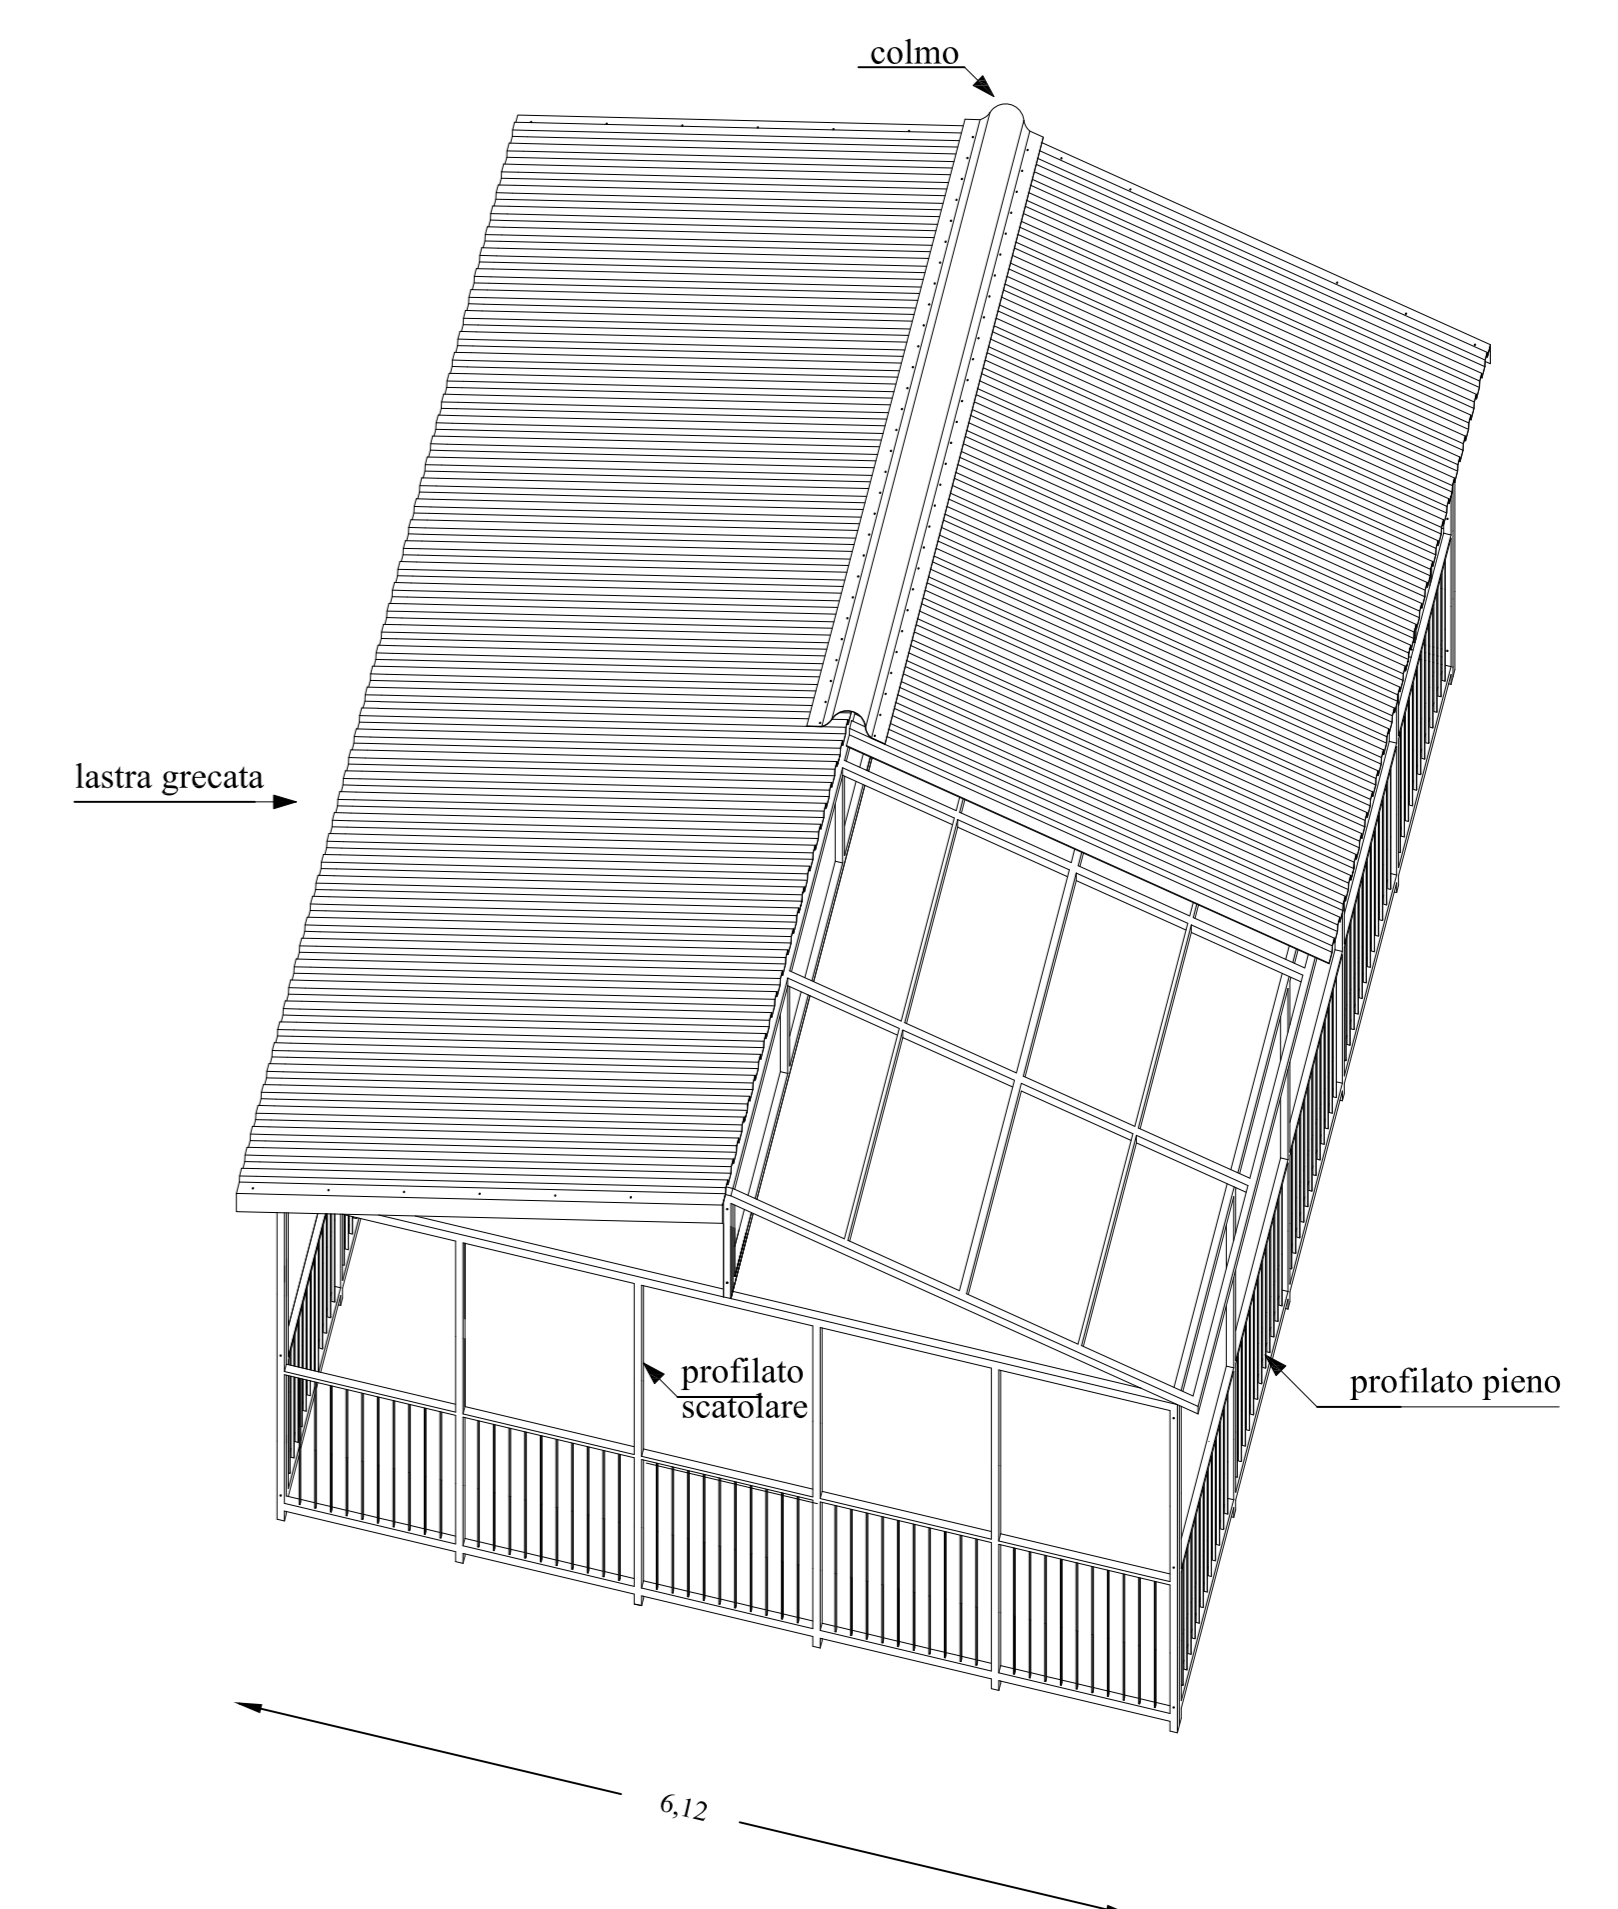 colmo
lastra grecata
profilato
scatolare
profilato pieno
6,12